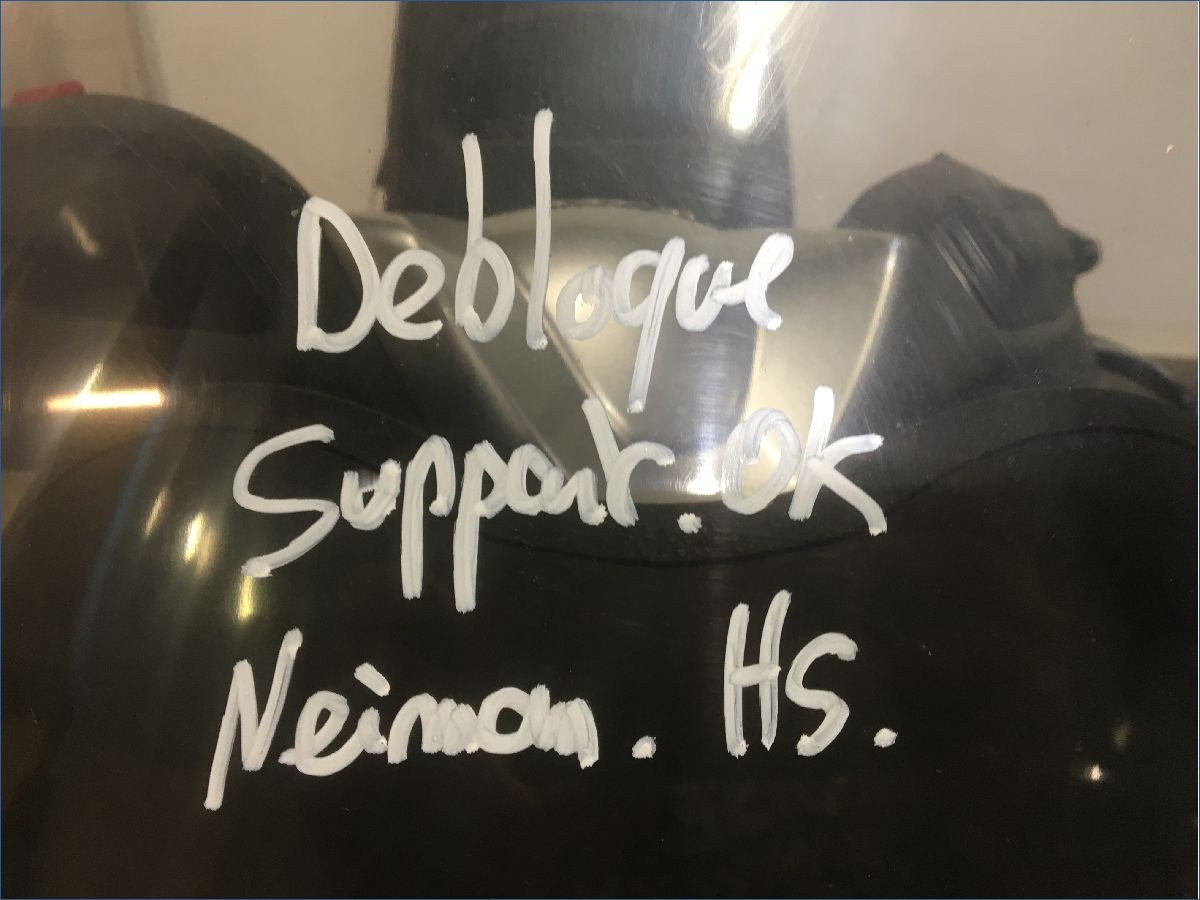 Debloque
Support. Ok
Neiman. HS.